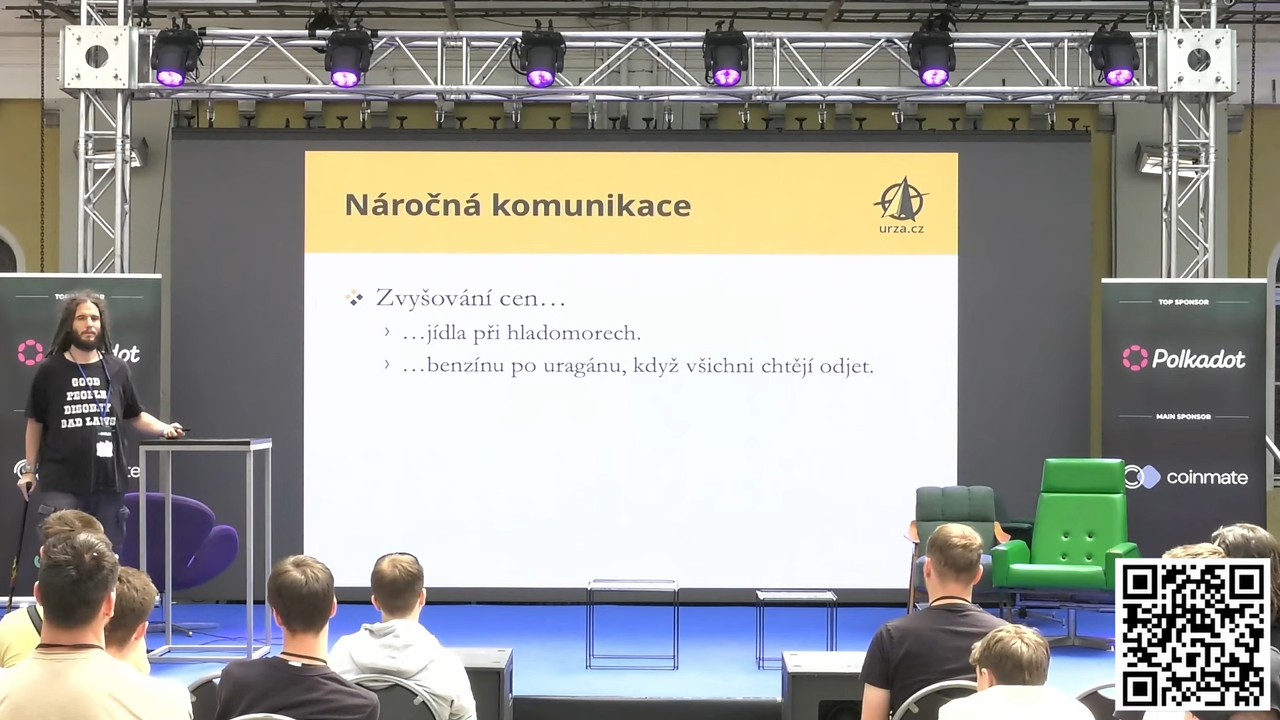 Náročná komunikace
urza.cz
Zvyšování cen…
…jídla při hladomorech.
…benzínu po uragánu, když všichni chtějí odjet.
GOOD
PEOPLE
DISOBEY
BAD LAWS
TOP SPONSOR
Polkadot
MAIN SPONSOR
coinmate